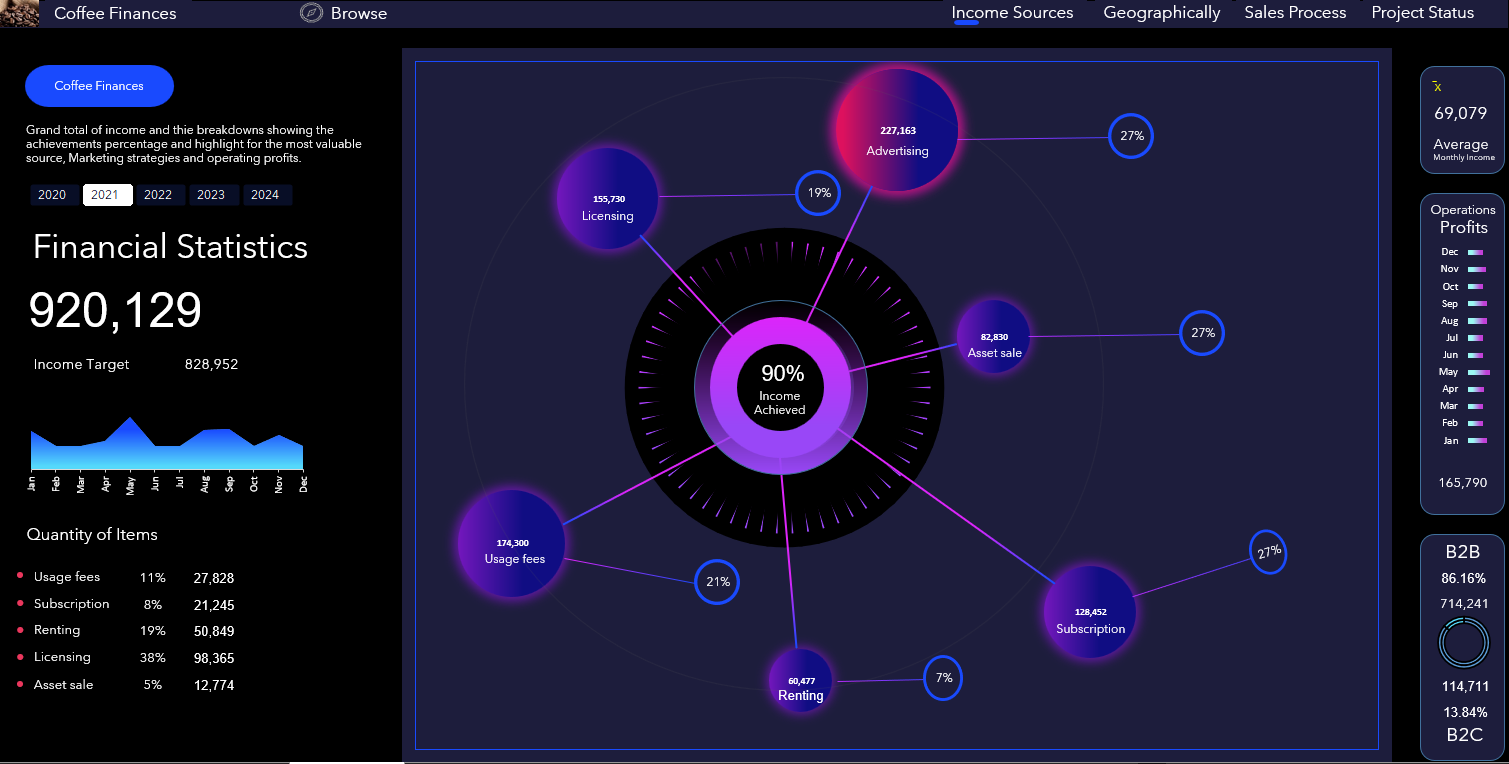 Coffee Finances
Browse
Income Sources
Geographically
Sales Process
Project Status
Coffee Finances
Grand total of income and thie breakdowns showing the
achievements percentage and highlight for the most valuable
source, Marketing strategies and operating profits.
2020 2021 2022 2023 2024
Financial Statistics
920,129
Income Target 828,952
Jan Feb Mar Apr May Jun Jul Aug Sep Oct Nov Dec
Quantity of Items
Usage fees 11% 27,828
Subscription 8% 21,245
Renting 19% 50,849
Licensing 38% 98,365
Asset sale 5% 12,774
227,163
Advertising
27%
155,730
Licensing
19%
82,830
Asset sale
27%
90%
Income
Achieved
174,300
Usage fees
21%
128,452
Subscription
27%
60,477
Renting
7%
x̄
69,079
Average
Monthly Income
Operations
Profits
Dec
Nov
Oct
Sep
Aug
Jul
Jun
May
Apr
Mar
Feb
Jan
165,790
B2B
86.16%
714,241
114,711
13.84%
B2C